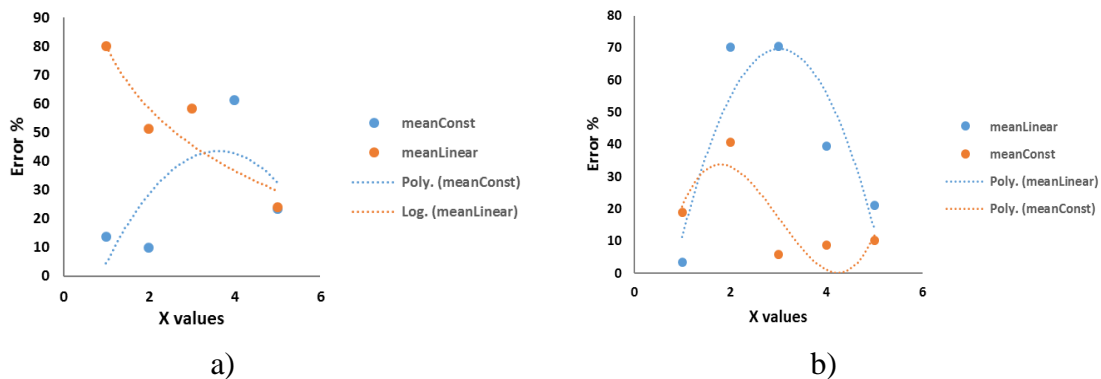 90
80
70
60
50
40
30
20
10
0
0 2 4 6
Error %
X values
meanConst
meanLinear
Poly. (meanConst)
Log. (meanLinear)
a)
80
70
60
50
40
30
20
10
0
0 2 4 6
Error %
X values
meanLinear
meanConst
Poly. (meanLinear)
Poly. (meanConst)
b)